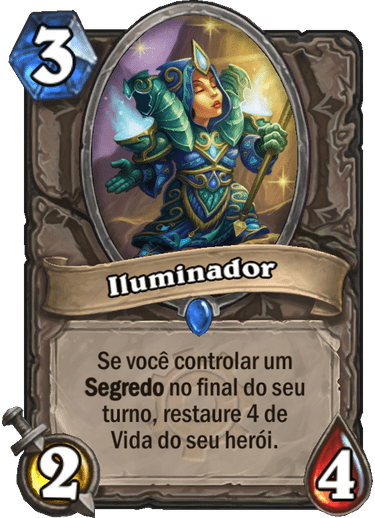 3
Iluminador
Se você controlar um
Segredo no final do seu
turno, restaure 4 de
Vida do seu herói.
2
4